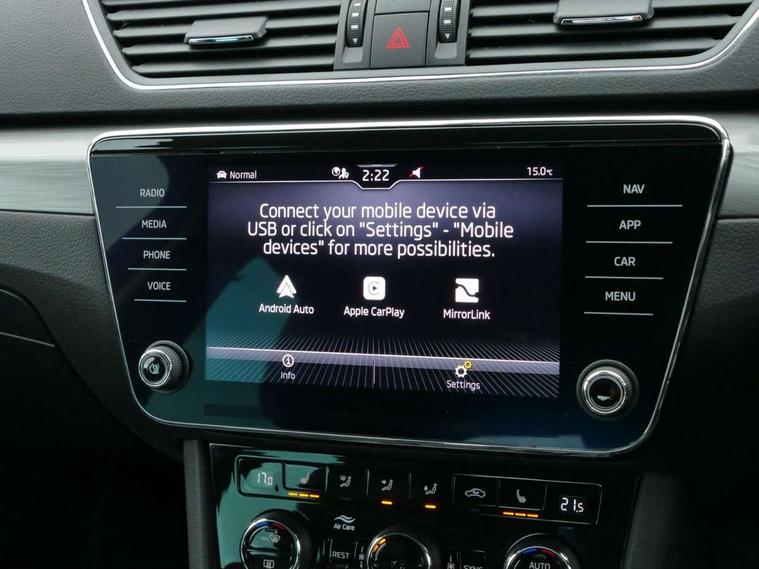 Normal
2:22
15.0°C
RADIO
MEDIA
PHONE
VOICE
Connect your mobile device via
USB or click on "Settings" - "Mobile
devices" for more possibilities.
Android Auto
Apple CarPlay
MirrorLink
Info
Settings
NAV
APP
CAR
MENU
17.0
21.5
Air Care
REST
SYNC
AUTO